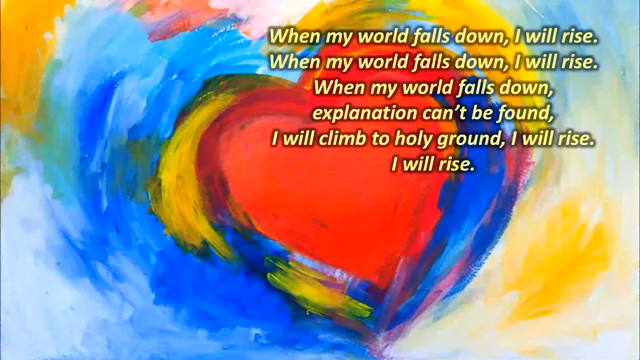 When my world falls down, I will rise.
When my world falls down, I will rise.
When my world falls down,
explanation can’t be found,
I will climb to holy ground, I will rise.
I will rise.